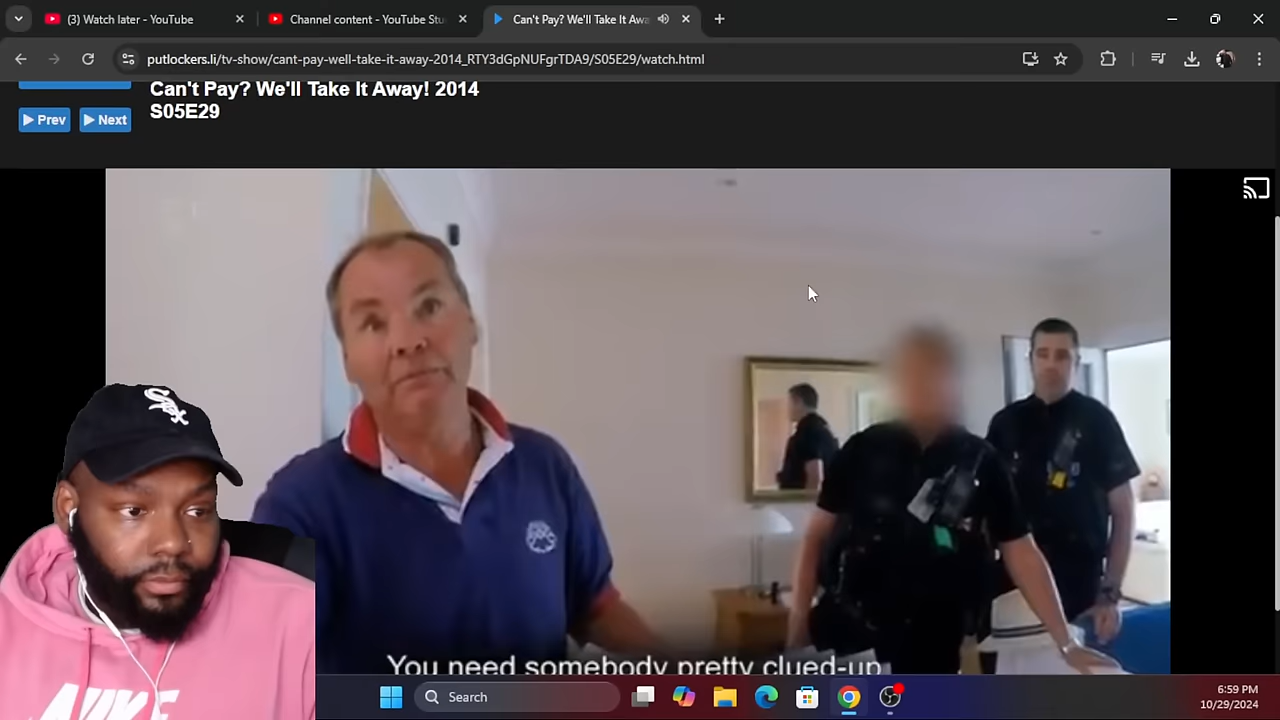 (3) Watch later - YouTube
Channel content - YouTube Stu
Can't Pay? We'll Take It Awa
putlockers.li/tv-show/cant-pay-well-take-it-away-2014_RTY3dGpNUFgrTDA9/S05E29/watch.html
Can't Pay? We'll Take It Away! 2014
S05E29
Prev
Next
Sox
NIKE
You need somebody pretty clued-up
Search
6:59 PM
10/29/2024